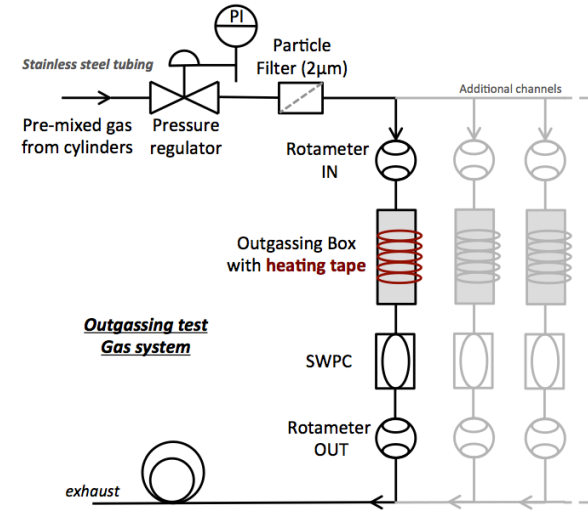 PI
Particle
Filter (2μm)
Stainless steel tubing
Additional channels
Pre-mixed gas
from cylinders
Pressure
regulator
Rotameter
IN
Outgassing Box
with heating tape
Outgassing test
Gas system
SWPC
Rotameter
OUT
exhaust